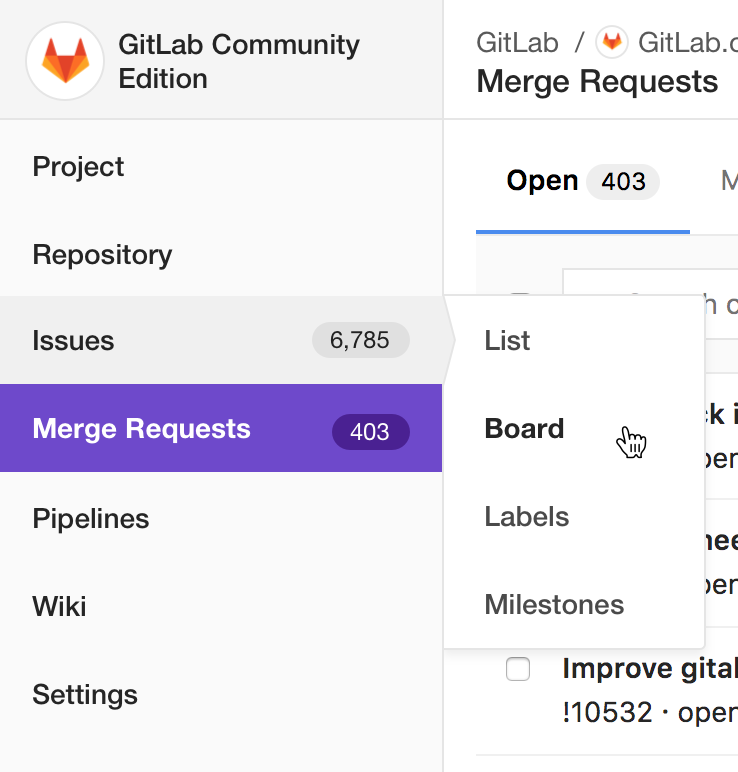 GitLab Community
Edition
Project
Repository
Issues 6,785
Merge Requests 403
Pipelines
Wiki
Settings
GitLab / GitLab.c
Merge Requests
Open 403
List
Board
Labels
Milestones
Improve gital
!10532 · open